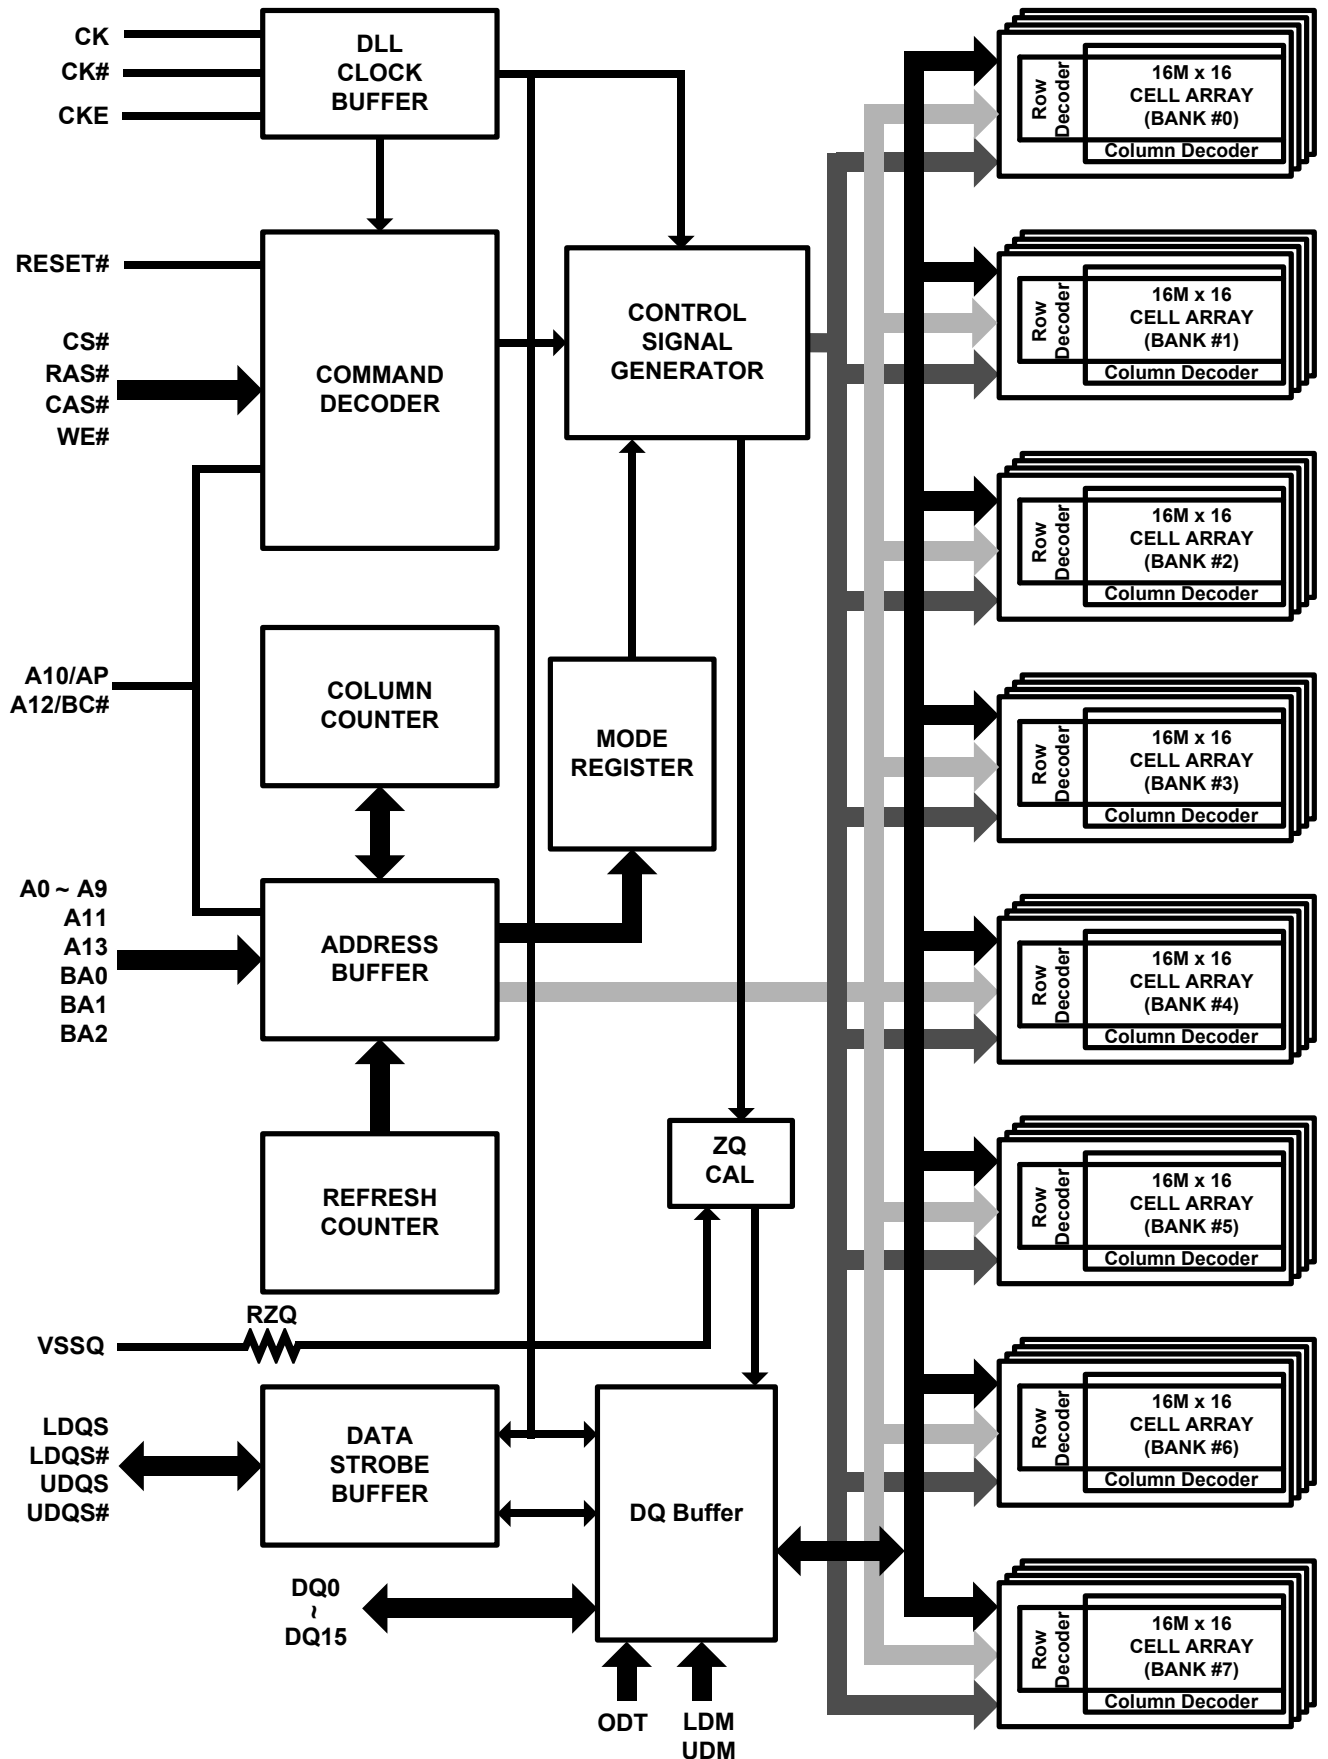 CK
CK#
CKE
DLL
CLOCK
BUFFER
RESET#
CS#
RAS#
CAS#
WE#
COMMAND
DECODER
CONTROL
SIGNAL
GENERATOR
A10/AP
A12/BC#
COLUMN
COUNTER
MODE
REGISTER
A0 ~ A9
A11
A13
BA0
BA1
BA2
ADDRESS
BUFFER
REFRESH
COUNTER
ZQ
CAL
VSSQ
RZQ
LDQS
LDQS#
UDQS
UDQS#
DATA
STROBE
BUFFER
DQ Buffer
DQ0
~
DQ15
ODT
LDM
UDM
Row
Decoder
16M x 16
CELL ARRAY
(BANK #0)
Column Decoder
Row
Decoder
16M x 16
CELL ARRAY
(BANK #1)
Column Decoder
Row
Decoder
16M x 16
CELL ARRAY
(BANK #2)
Column Decoder
Row
Decoder
16M x 16
CELL ARRAY
(BANK #3)
Column Decoder
Row
Decoder
16M x 16
CELL ARRAY
(BANK #4)
Column Decoder
Row
Decoder
16M x 16
CELL ARRAY
(BANK #5)
Column Decoder
Row
Decoder
16M x 16
CELL ARRAY
(BANK #6)
Column Decoder
Row
Decoder
16M x 16
CELL ARRAY
(BANK #7)
Column Decoder